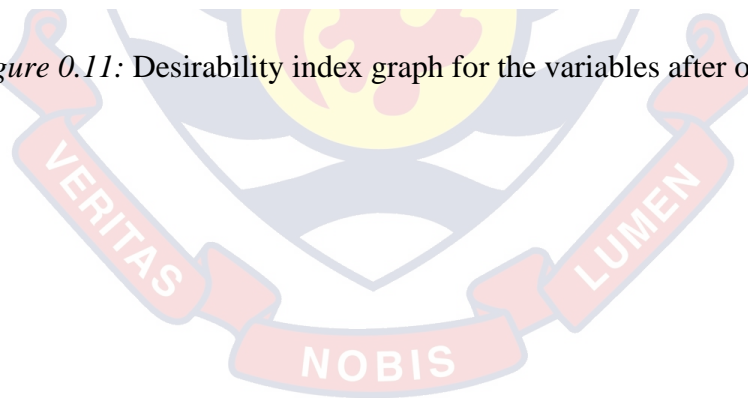 gure 0.11: Desirability index graph for the variables after o
VERITAS
NOBIS
LUMEN